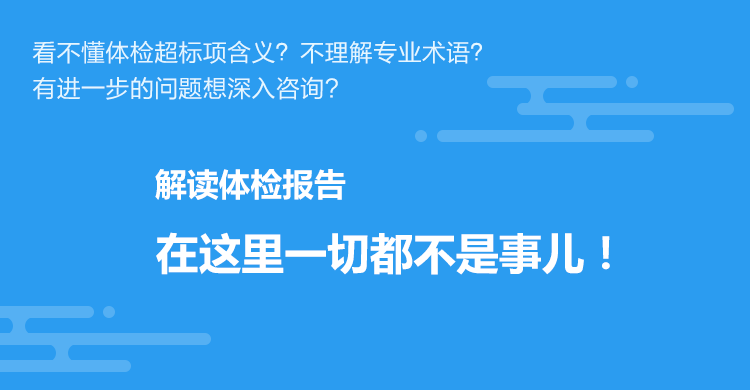 看不懂体检超标项含义？不理解专业术语？
有进一步的问题想深入咨询？
解读体检报告
在这里一切都不是事儿！